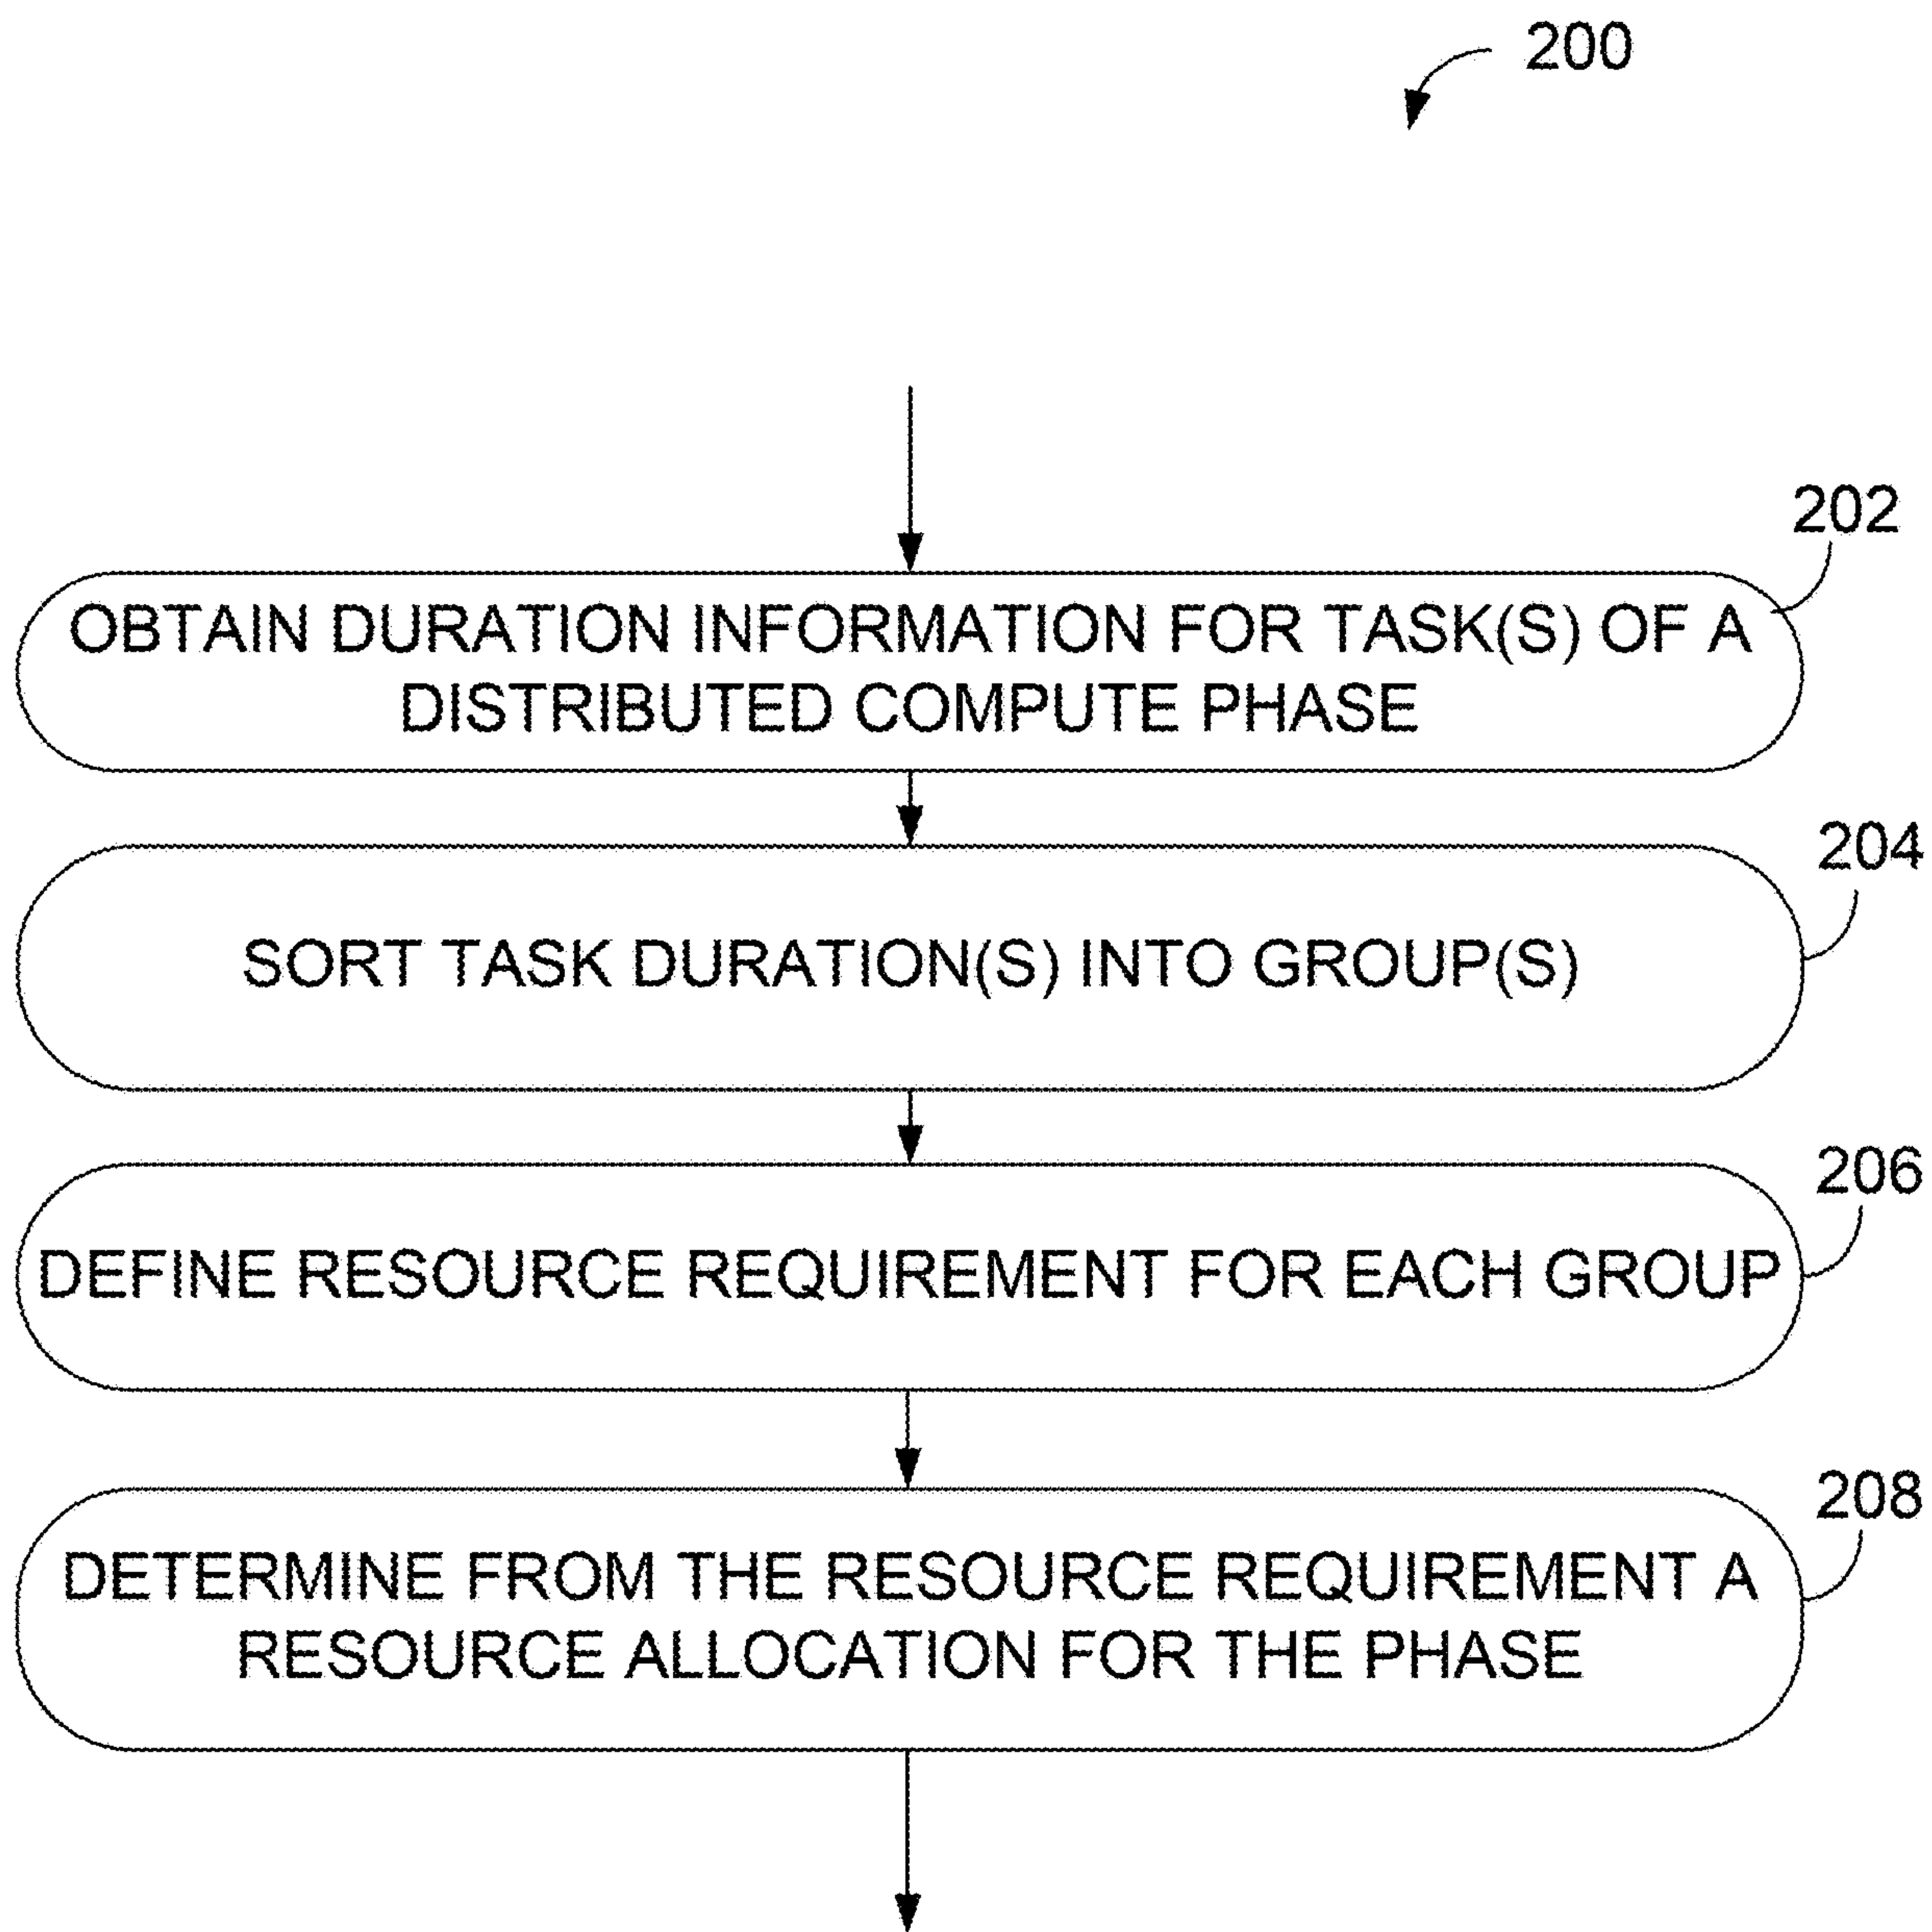 200
202
OBTAIN DURATION INFORMATION FOR TASK(S) OF A
DISTRIBUTED COMPUTE PHASE
204
SORT TASK DURATION(S) INTO GROUP(S)
206
DEFINE RESOURCE REQUIREMENT FOR EACH GROUP
208
DETERMINE FROM THE RESOURCE REQUIREMENT A
RESOURCE ALLOCATION FOR THE PHASE